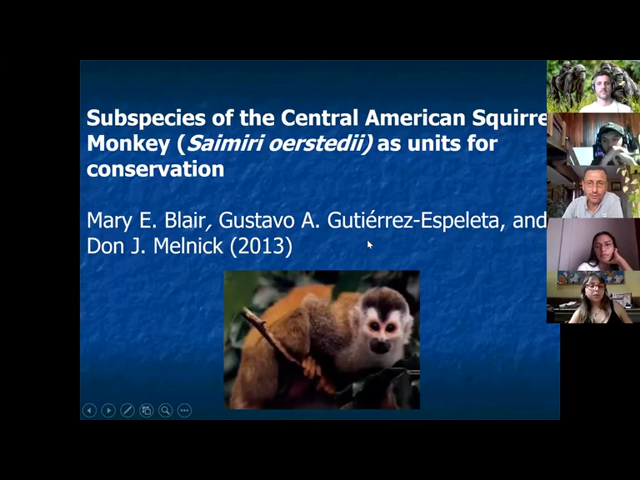 Subspecies of the Central American Squirre
Monkey (Saimiri oerstedii) as units for
conservation
Mary E. Blair, Gustavo A. Gutiérrez-Espeleta, and
Don J. Melnick (2013)